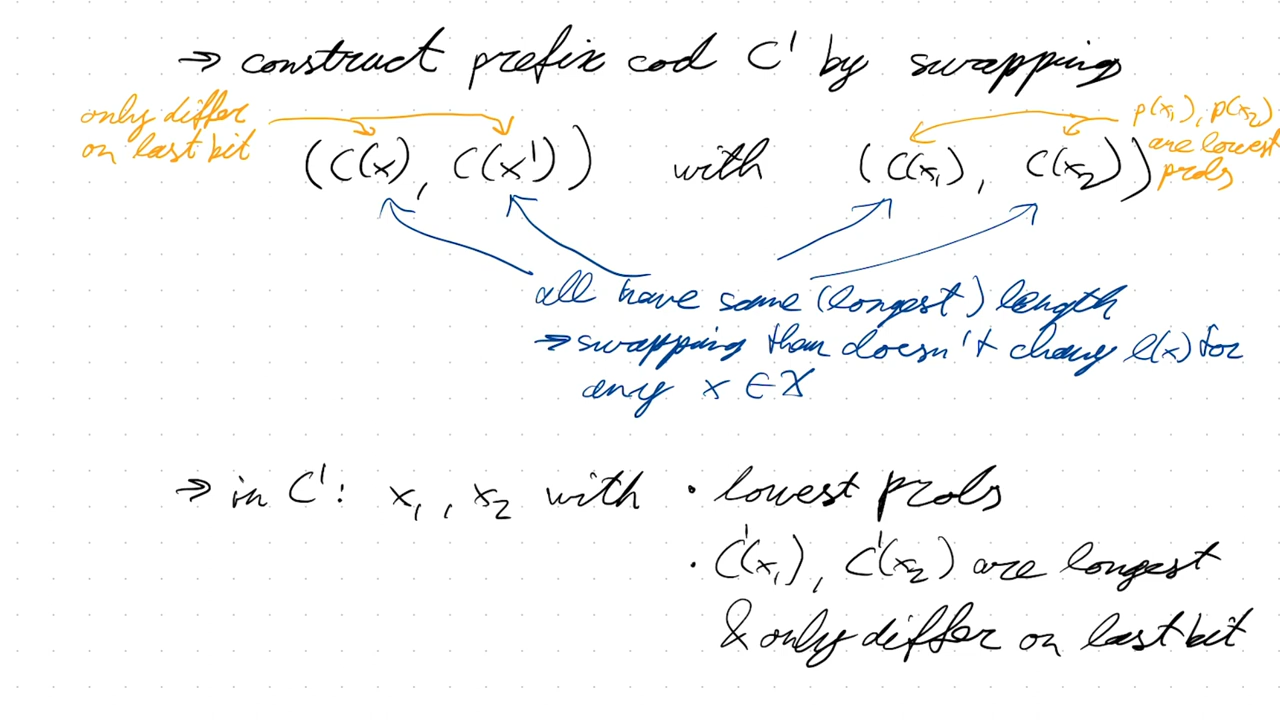 ⇒ construct prefix cod C' by swapping
only differ
on last bit
(C(x), C(x')) with (C(x₁), C(x₂))
p(x₁), p(x₂)
are lowest
probs
all have same (longest) length
⇒ swapping than doesn't chang l(x) for
any x ∈ X
⇒ in C': x₁, x₂ with • lowest probs
• C'(x₁), C'(x₂) are longest
& only differ on last bit